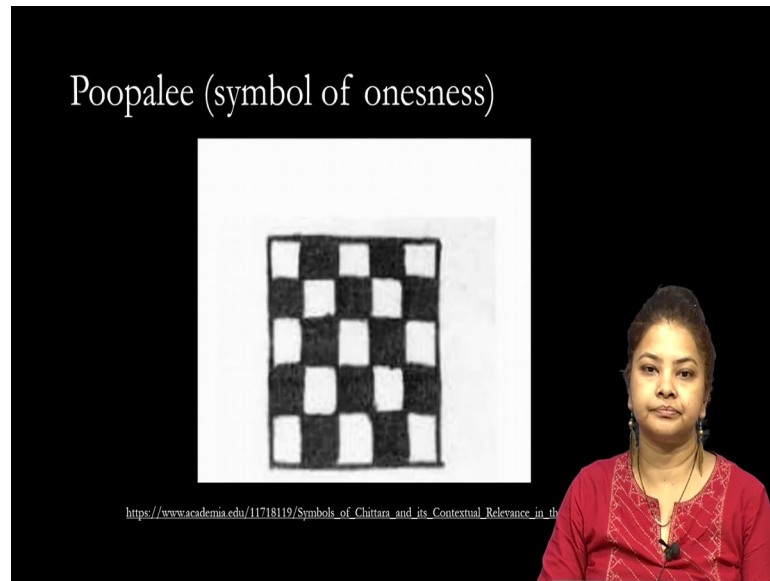 Poopalee (symbol of onesness)
https://www.academia.edu/11718119/Symbols_of_Chittara_and_its_Contextual_Relevance_in_th